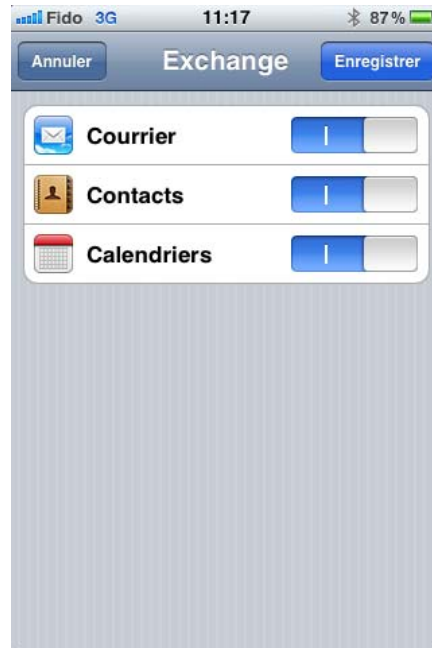 Fido 3G 11:17 87%
Annuler Exchange Enregistrer
Courrier
Contacts
Calendriers